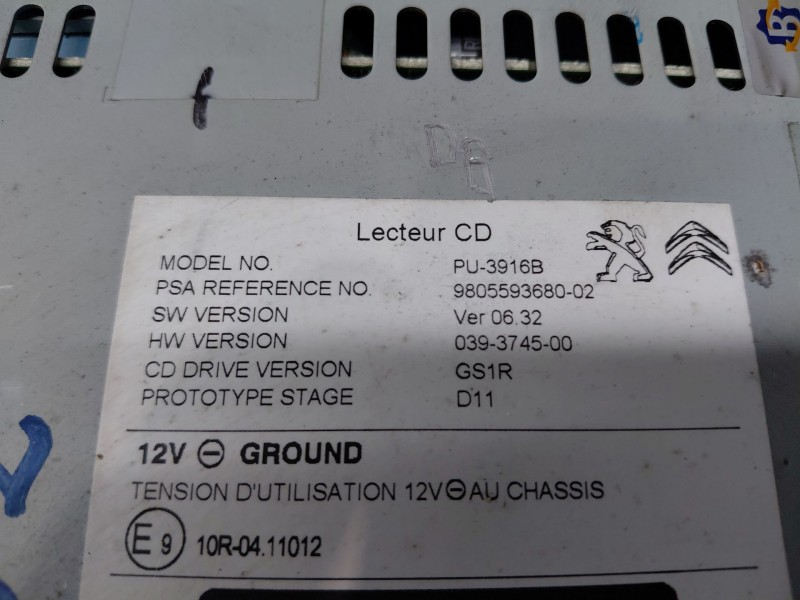 Lecteur CD
MODEL NO. PU-3916B
PSA REFERENCE NO. 9805593680-02
SW VERSION Ver 06.32
HW VERSION 039-3745-00
CD DRIVE VERSION GS1R
PROTOTYPE STAGE D11
12V ⊖ GROUND
TENSION D'UTILISATION 12V⊖AU CHASSIS
E9 10R-04.11012